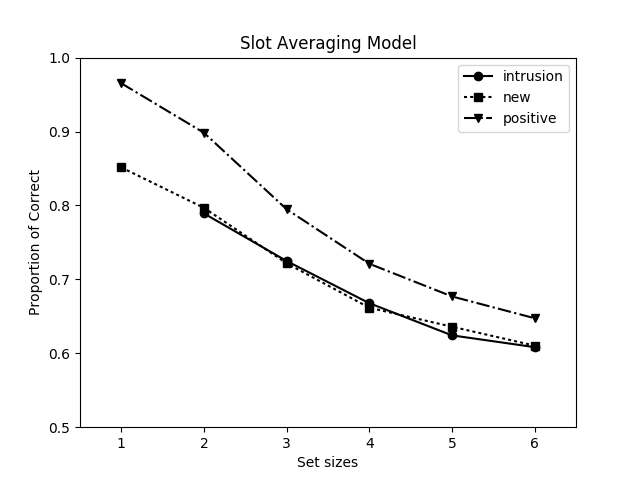 Slot Averaging Model
intrusion
new
positive
Proportion of Correct
1.0
0.9
0.8
0.7
0.6
0.5
1 2 3 4 5 6
Set sizes